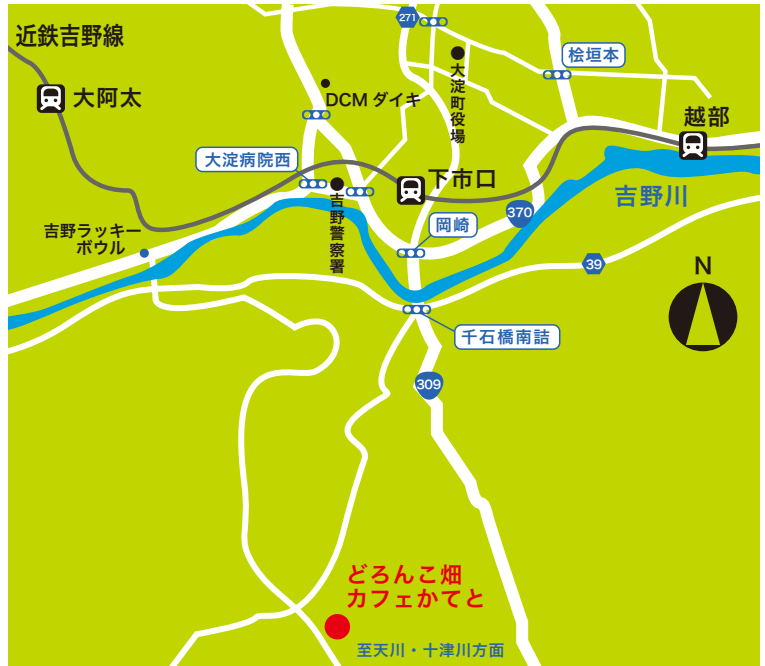 近鉄吉野線
271
大阿太
DCM ダイキ
大淀町役場
桧垣本
越部
大淀病院西
下市口
吉野川
吉野警察署
岡崎
370
吉野ラッキー
ボウル
39
N
千石橋南詰
309
どろんこ畑
カフェかてと
至天川・十津川方面